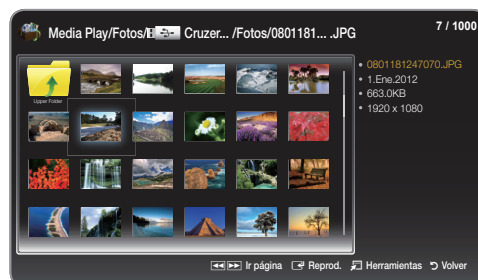 Media Play/Fotos/ Cruzer... /Fotos/0801181... .JPG
7 / 1000
Upper Folder
• 0801181247070.JPG
• 1.Ene.2012
• 663.0KB
• 1920 x 1080
Ir página Reprod. Herramientas Volver